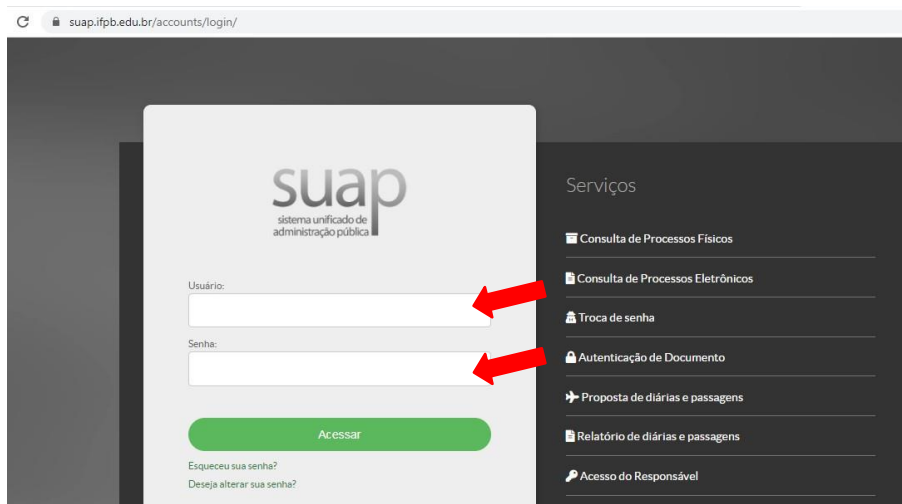 suap.ifpb.edu.br/accounts/login/
suap
sistema unificado de
administração pública
Usuário:
Senha:
Acessar
Esqueceu sua senha?
Deseja alterar sua senha?
Serviços
Consulta de Processos Físicos
Consulta de Processos Eletrônicos
Troca de senha
Autenticação de Documento
Proposta de diárias e passagens
Relatório de diárias e passagens
Acesso do Responsável